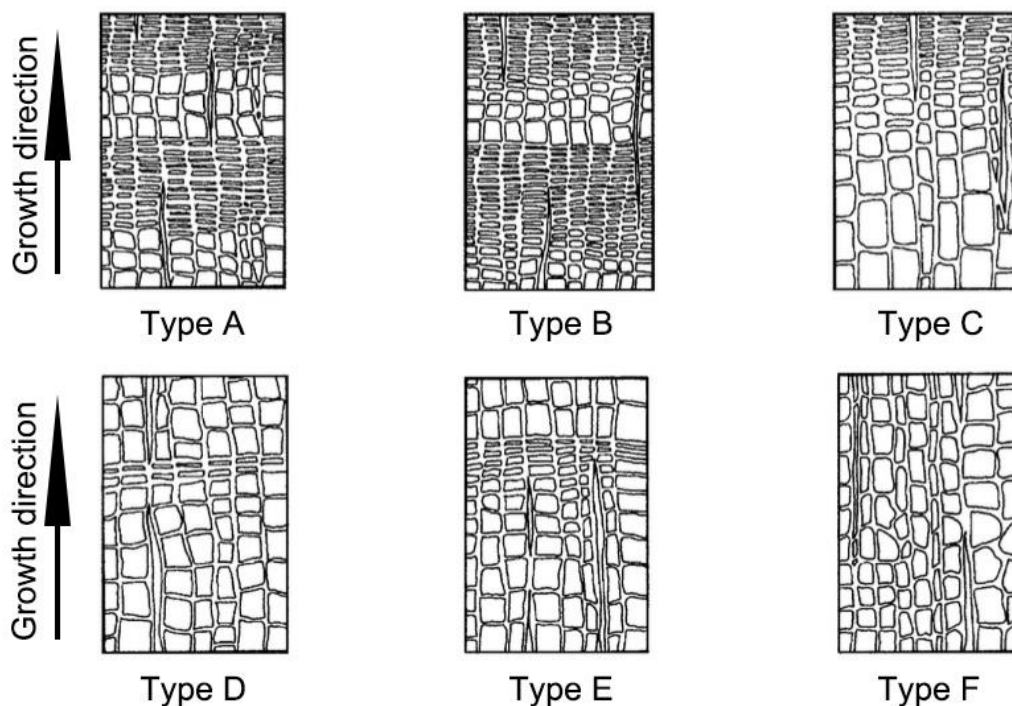 Growth direction
Type A
Type B
Type C
Growth direction
Type D
Type E
Type F